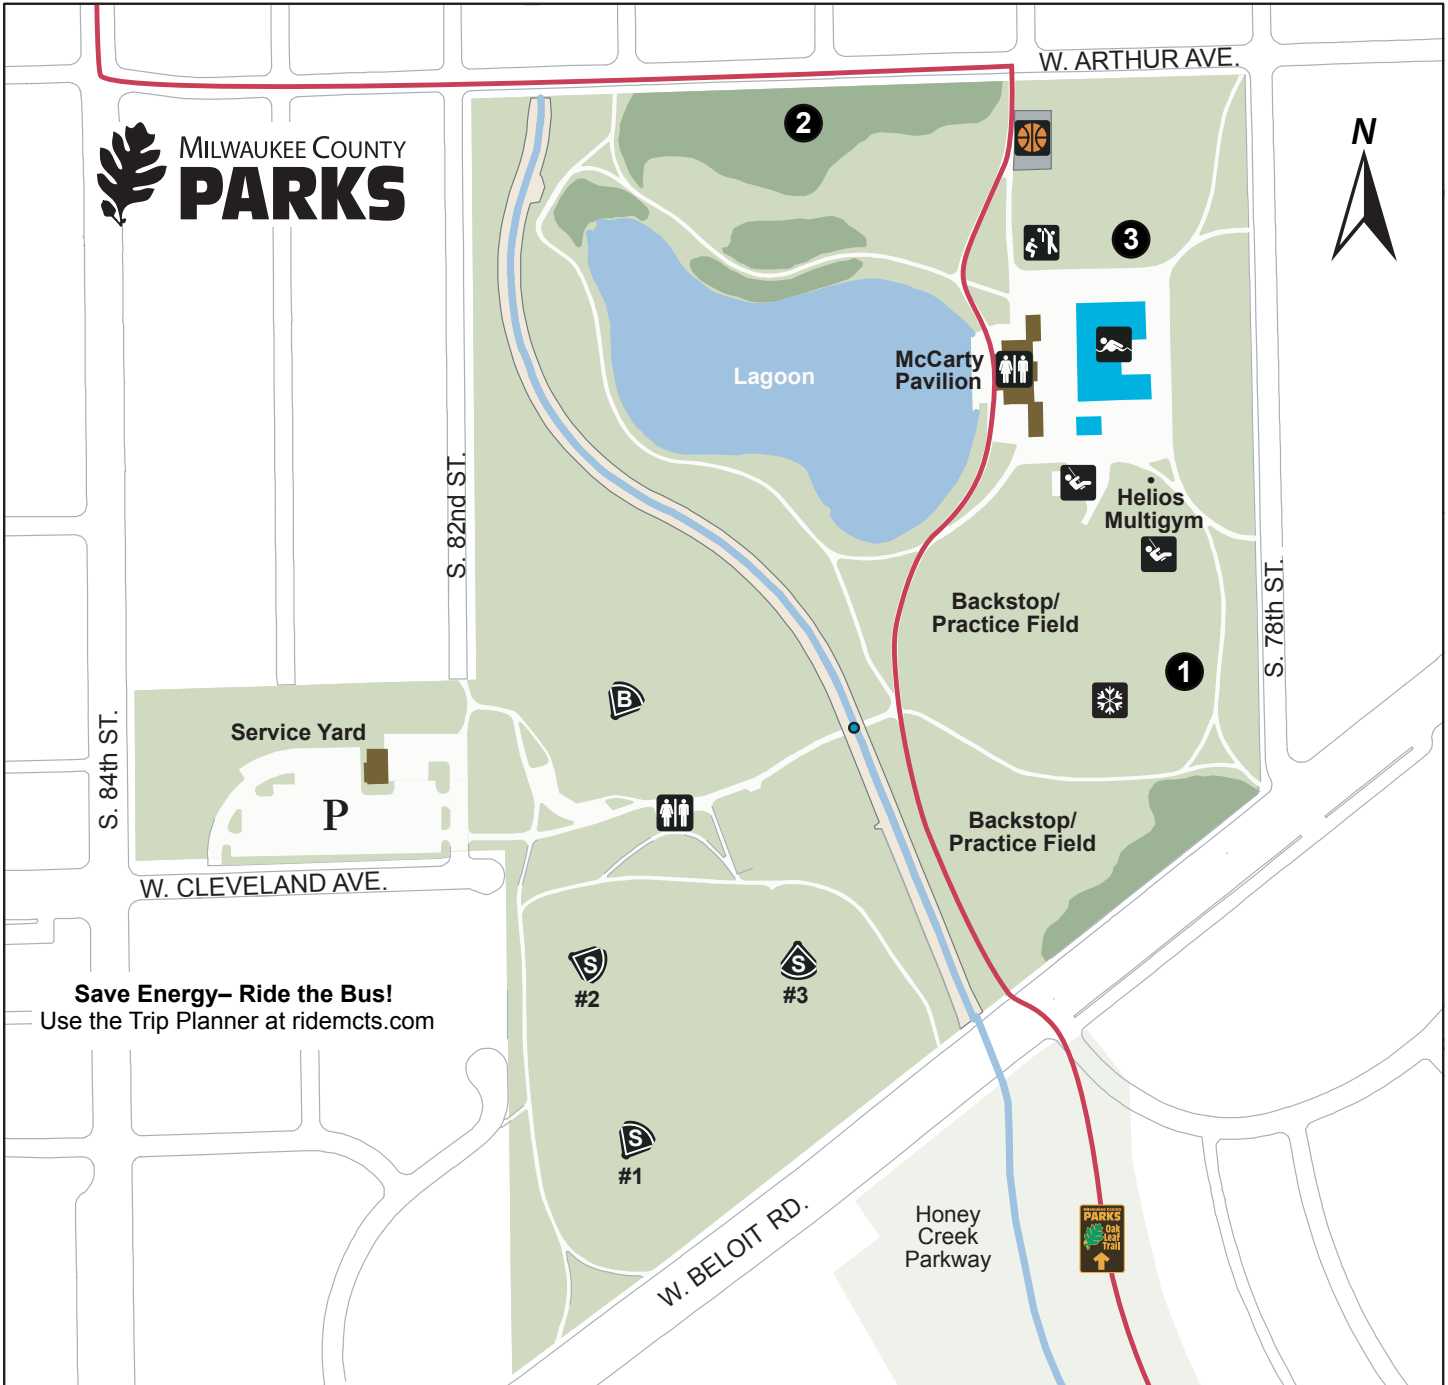 W. ARTHUR AVE.
MILWAUKEE COUNTY
PARKS
2
N
3
McCarty
Pavilion
Lagoon
S. 82nd ST.
Helios
Multigym
Backstop/
Practice Field
S. 78th ST.
1
B
Service Yard
S. 84th ST.
P
Backstop/
Practice Field
W. CLEVELAND AVE.
S
#2
S
#3
Save Energy– Ride the Bus!
Use the Trip Planner at ridemcts.com
S
#1
W. BELOIT RD.
Honey
Creek
Parkway
Milwaukee County
PARKS
Oak
Leaf
Trail